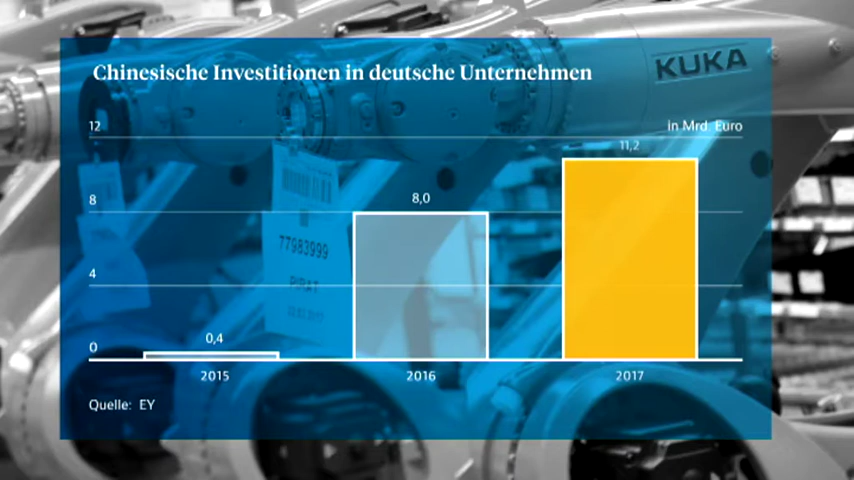 Chinesische Investitionen in deutsche Unternehmen
KUKA
in Mrd. Euro
12
11,2
8
8,0
77983999
PIRAT
4
0,4
0
2015
2016
2017
Quelle: EY